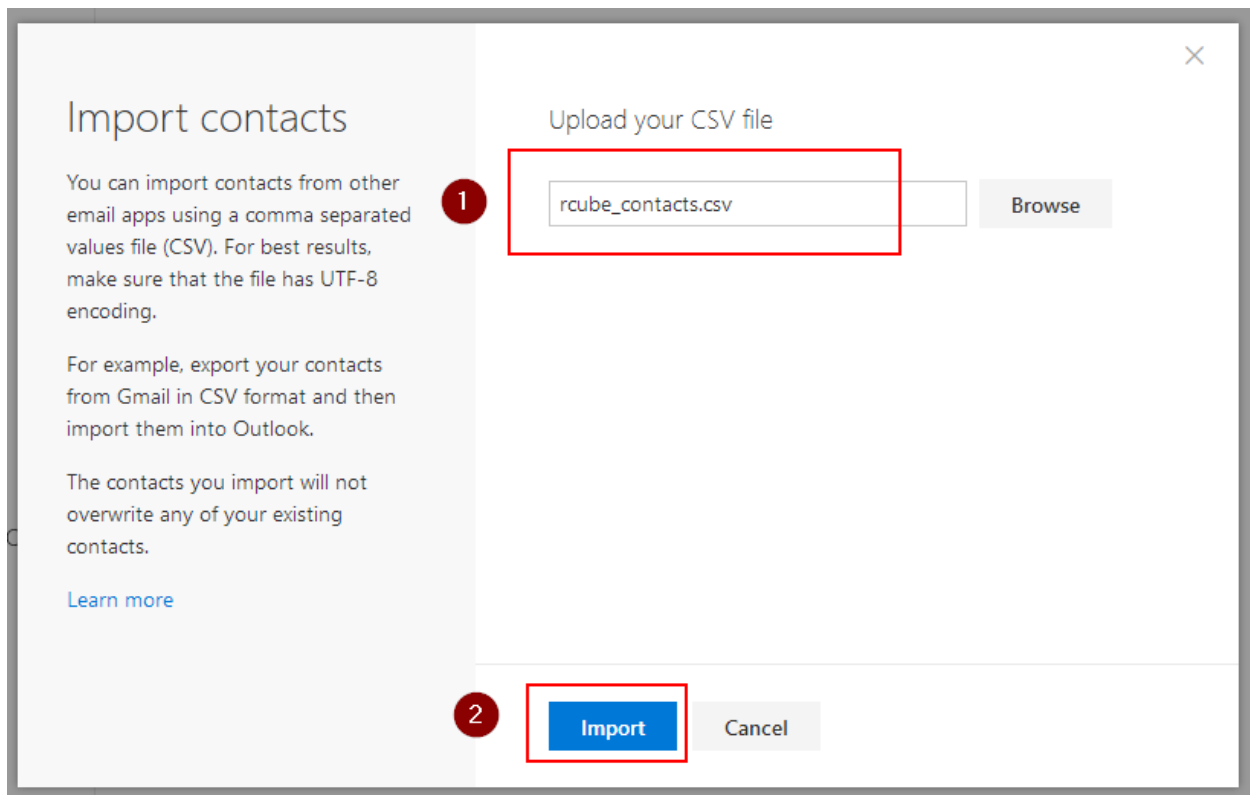 Import contacts
You can import contacts from other
email apps using a comma separated
values file (CSV). For best results,
make sure that the file has UTF-8
encoding.
For example, export your contacts
from Gmail in CSV format and then
import them into Outlook.
The contacts you import will not
overwrite any of your existing
contacts.
Learn more
Upload your CSV file
1
rcube_contacts.csv
Browse
2
Import
Cancel